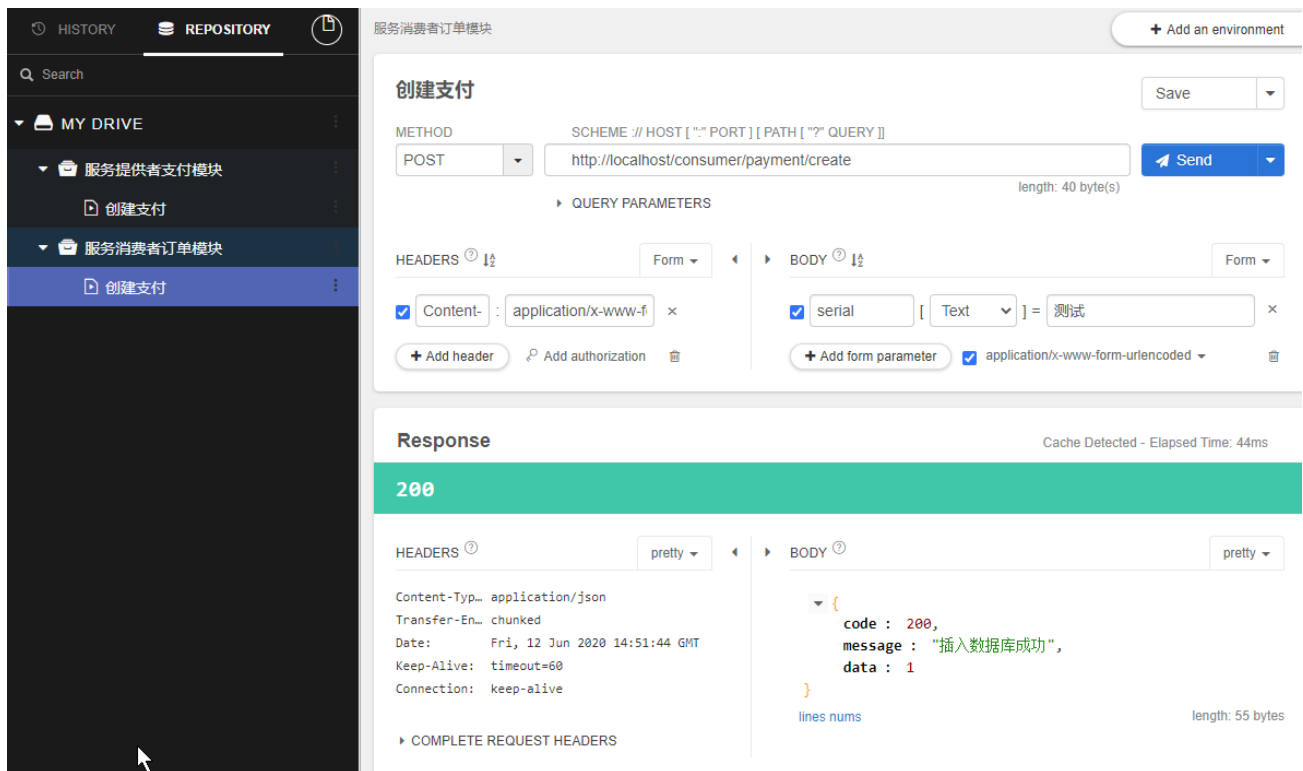 HISTORY
REPOSITORY
Search
MY DRIVE
服务提供者支付模块
创建支付
服务消费者订单模块
创建支付
服务消费者订单模块
+ Add an environment
创建支付
Save
METHOD
SCHEME :// HOST [ ":" PORT ] [ PATH [ "?" QUERY ]]
POST
http://localhost/consumer/payment/create
Send
length: 40 byte(s)
QUERY PARAMETERS
HEADERS ?
Form
BODY ?
Form
Content- : application/x-www-f ×
serial [ Text ] = 测试 ×
+ Add header
Add authorization
+ Add form parameter
application/x-www-form-urlencoded
Response
Cache Detected - Elapsed Time: 44ms
200
HEADERS ?
pretty
BODY ?
pretty
Content-Typ… application/json
Transfer-En… chunked
Date: Fri, 12 Jun 2020 14:51:44 GMT
Keep-Alive: timeout=60
Connection: keep-alive
COMPLETE REQUEST HEADERS
{
code : 200,
message : "插入数据库成功",
data : 1
}
lines nums
length: 55 bytes